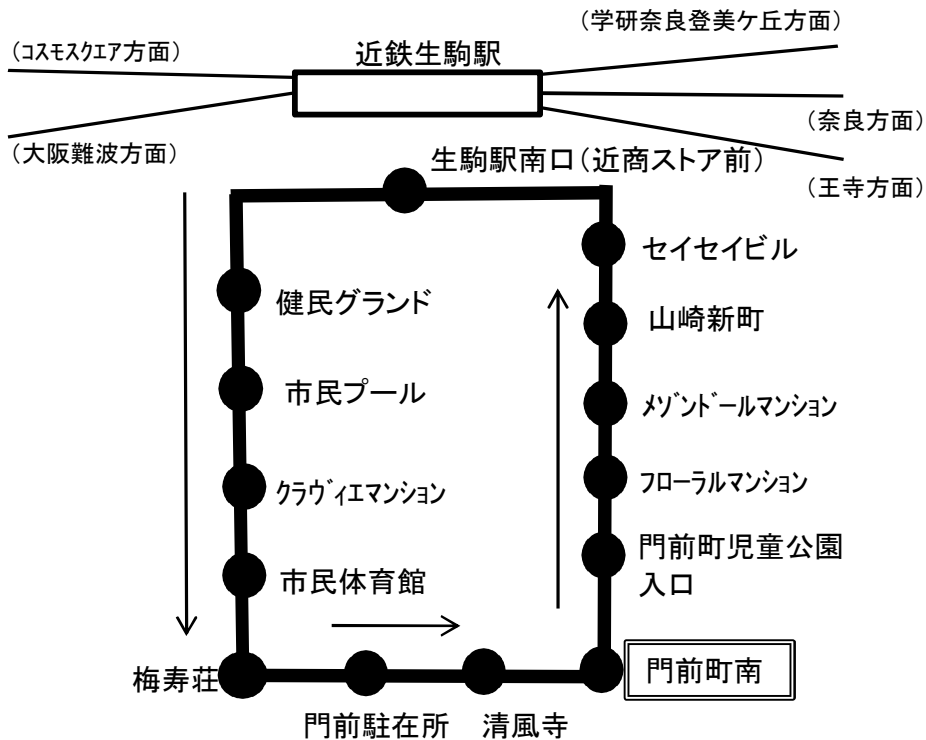 (学研奈良登美ケ丘方面)
(コスモスクエア方面)
近鉄生駒駅
(奈良方面)
(大阪難波方面)
生駒駅南口(近商ストア前)
(王寺方面)
セイセイビル
健民グランド
山崎新町
市民プール
メゾンドールマンション
クラヴィエマンション
フローラルマンション
門前町児童公園
入口
市民体育館
梅寿荘
門前町南
門前駐在所
清風寺